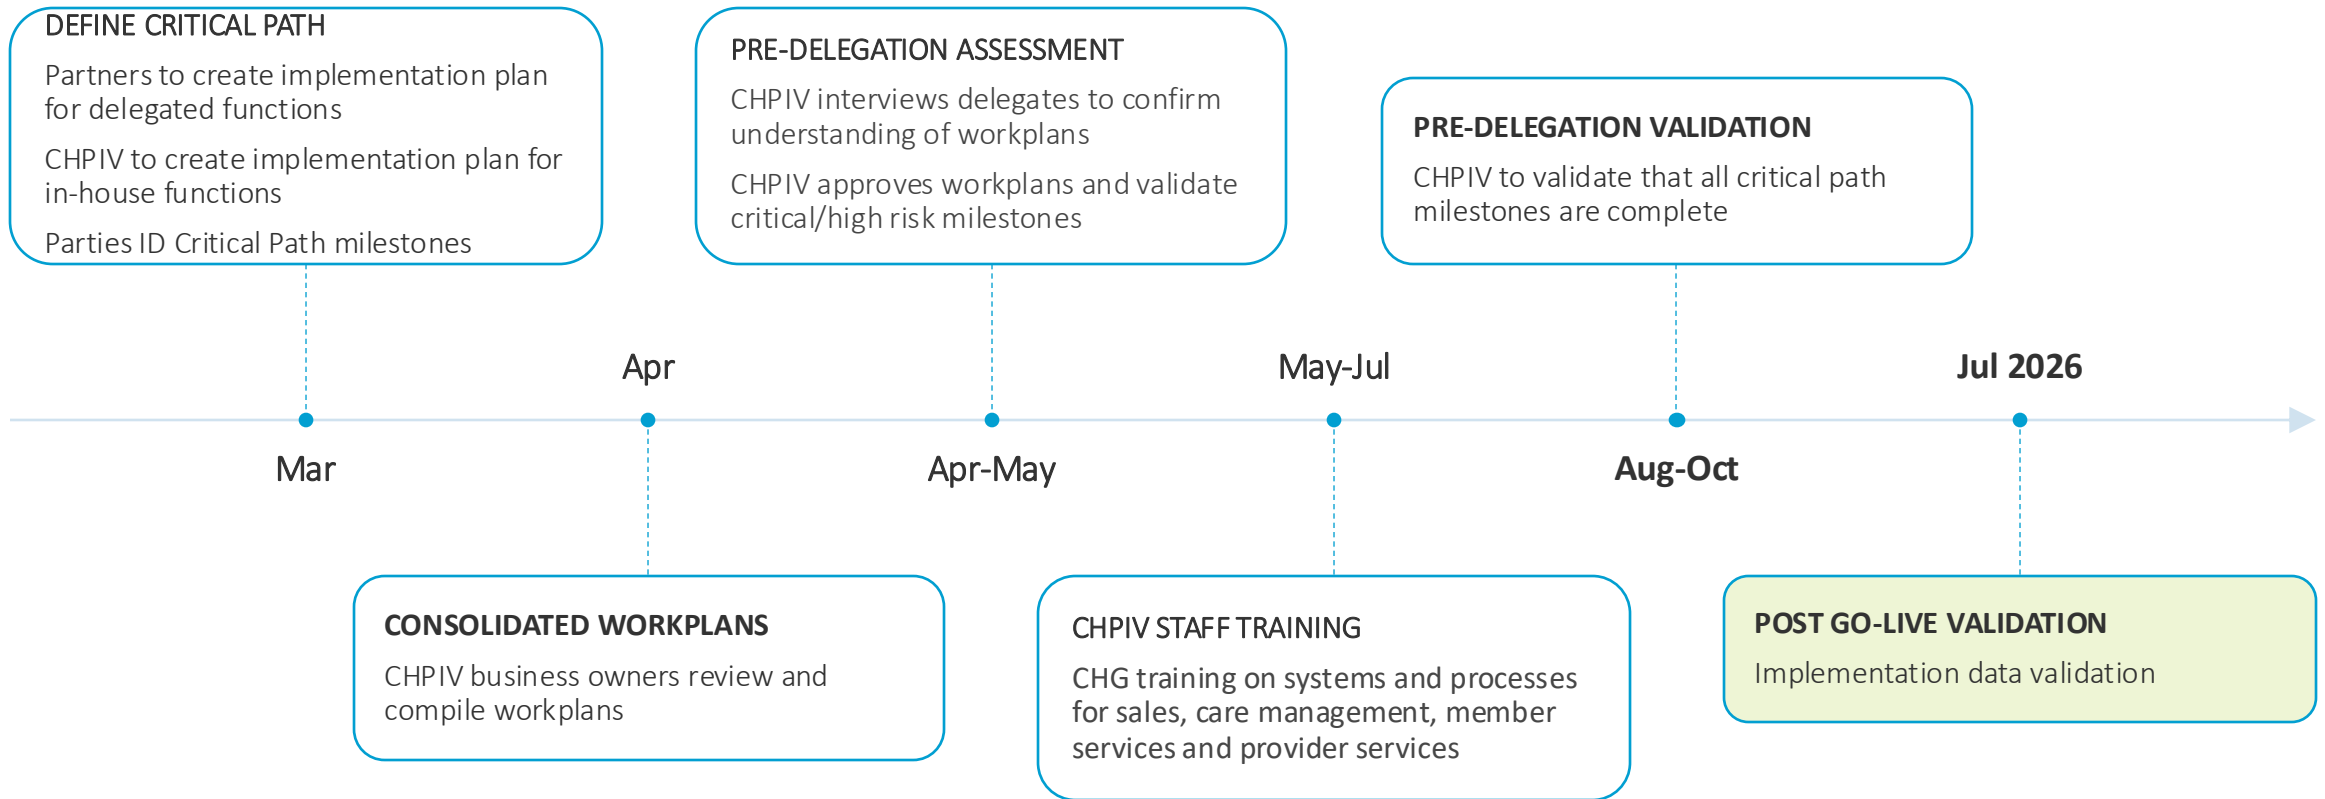 DEFINE CRITICAL PATH
Partners to create implementation plan
for delegated functions
CHPIV to create implementation plan for
in-house functions
Parties ID Critical Path milestones
PRE-DELEGATION ASSESSMENT
CHPIV interviews delegates to confirm
understanding of workplans
CHPIV approves workplans and validate
critical/high risk milestones
PRE-DELEGATION VALIDATION
CHPIV to validate that all critical path
milestones are complete
Apr
May-Jul
Jul 2026
Mar
Apr-May
Aug-Oct
CONSOLIDATED WORKPLANS
CHPIV business owners review and
compile workplans
CHPIV STAFF TRAINING
CHG training on systems and processes
for sales, care management, member
services and provider services
POST GO-LIVE VALIDATION
Implementation data validation